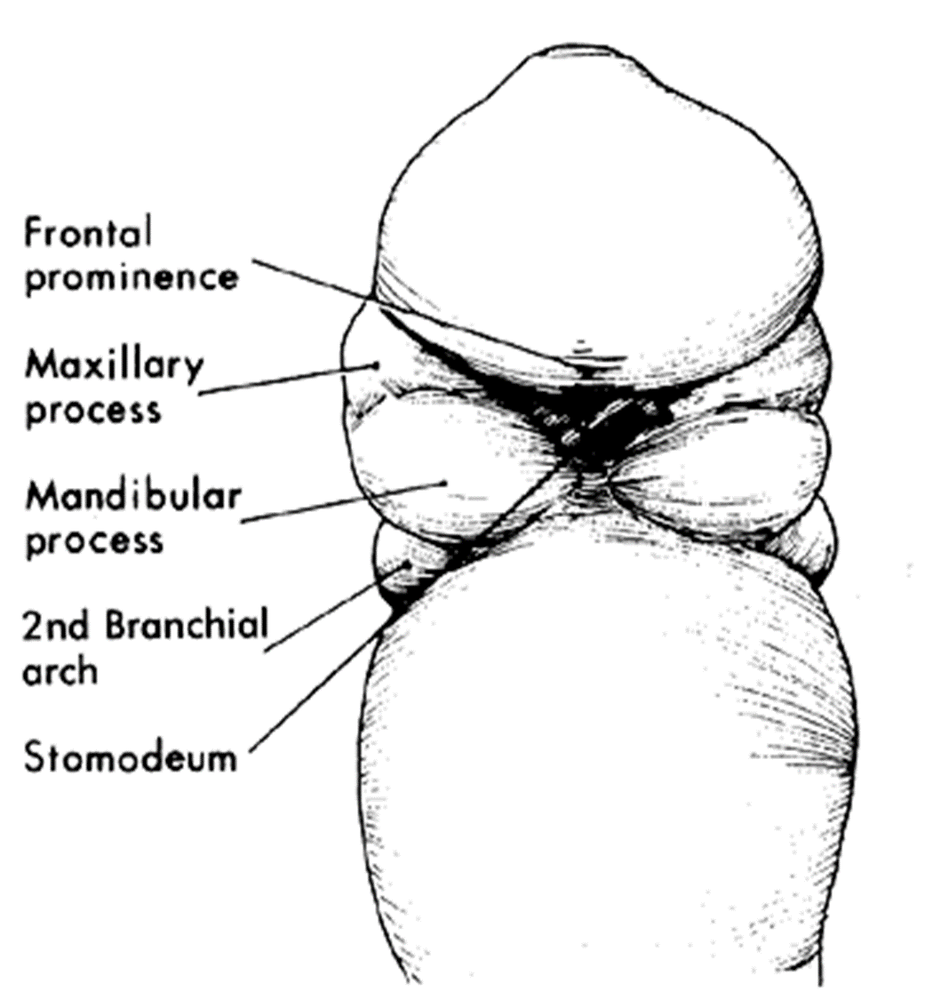 Frontal
prominence
Maxillary
process
Mandibular
process
2nd Branchial
arch
Stomodeum